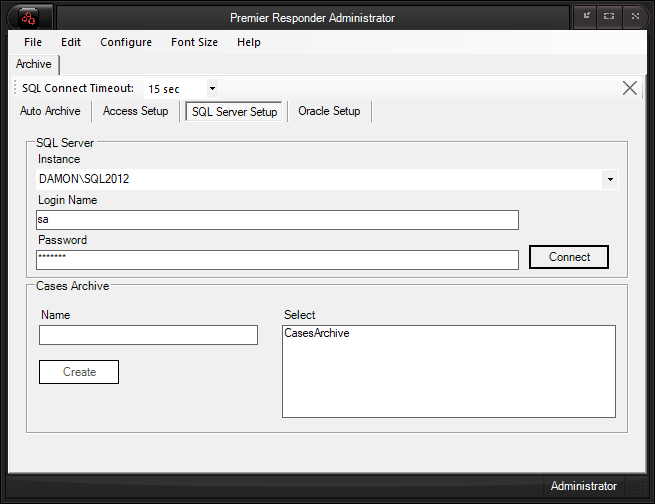 Premier Responder Administrator
File Edit Configure Font Size Help
Archive
SQL Connect Timeout: 15 sec
Auto Archive Access Setup SQL Server Setup Oracle Setup
SQL Server
Instance
DAMON\SQL2012
Login Name
sa
Password
*******
Connect
Cases Archive
Name Select
CasesArchive
Create
Administrator